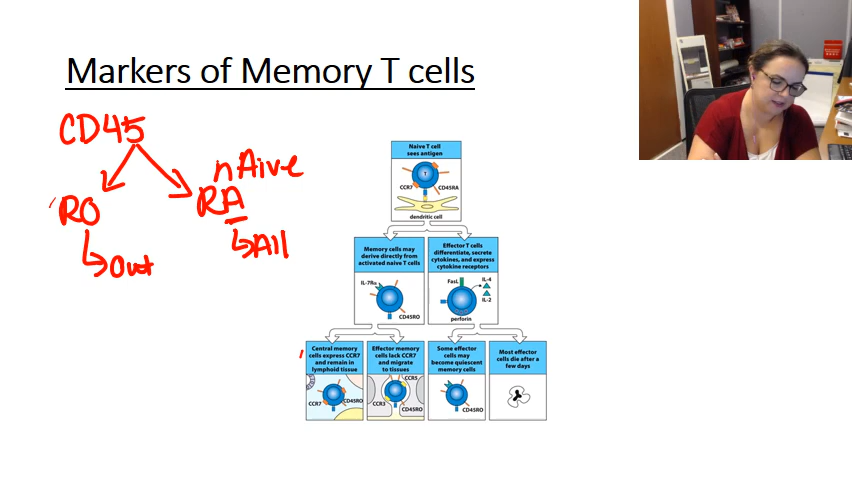 Markers of Memory T cells
CD45
nAive
RO
RA
All
Out
Naive T cell
sees antigen
T
CCR7
CD45RA
dendritic cell
Memory cells may
derive directly from
activated naive T cells
IL-7Rα
CD45RO
Effector T cells
differentiate, secrete
cytokines, and express
cytokine receptors
FasL
IL-4
IL-2
perforin
Central memory
cells express CCR7
and remain in
lymphoid tissue
CCR7
CD45RO
Effector memory
cells lack CCR7
and migrate
to tissues
CCR5
CCR3
CD45RO
Some effector
cells may
become quiescent
memory cells
CD45RO
Most effector
cells die after a
few days